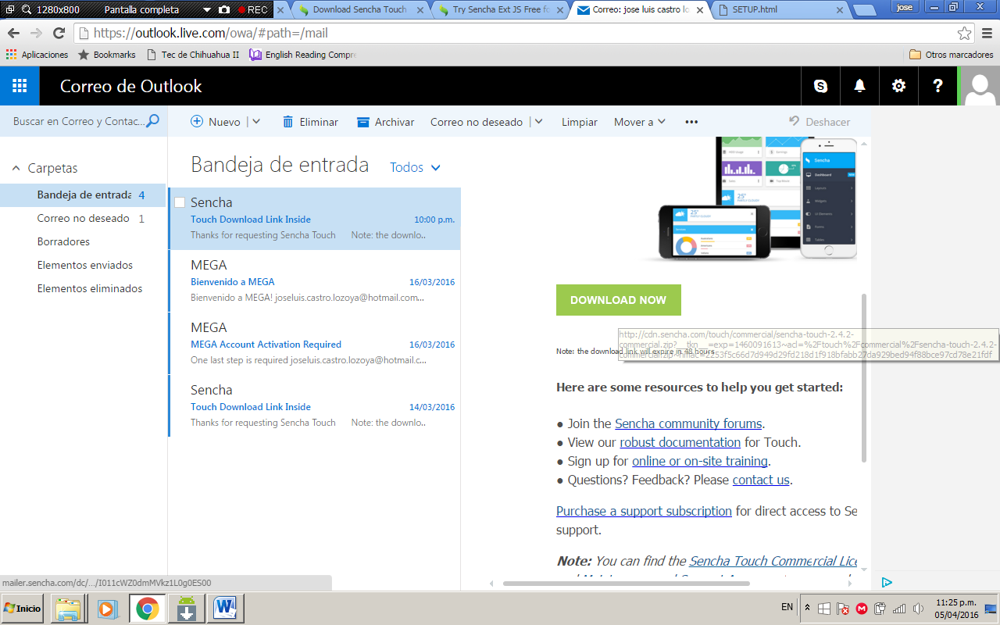 1280x800 Pantalla completa REC
Download Sencha Touch
Try Sencha Ext JS Free fo
Correo: jose luis castro lo
SETUP.html
jose
https://outlook.live.com/owa/#path=/mail
Aplicaciones Bookmarks Tec de Chihuahua II English Reading Compre Otros marcadores
Correo de Outlook
Buscar en Correo y Contac...
Nuevo Eliminar Archivar Correo no deseado Limpiar Mover a ••• Deshacer
Carpetas
Bandeja de entrada 4
Correo no deseado 1
Borradores
Elementos enviados
Elementos eliminados
Bandeja de entrada Todos
Sencha
Touch Download Link Inside 10:00 p.m.
Thanks for requesting Sencha Touch Note: the downlo..
MEGA
Bienvenido a MEGA 16/03/2016
Bienvenido a MEGA! joseluis.castro.lozoya@hotmail.com...
MEGA
MEGA Account Activation Required 16/03/2016
One last step is required joseluis.castro.lozoya@hotmail.c...
Sencha
Touch Download Link Inside 14/03/2016
Thanks for requesting Sencha Touch Note: the downlo..
Sencha
Dashboard
Layouts
Widgets
UI Elements
Forms
Tables
25°
25°
DOWNLOAD NOW
http://cdn.sencha.com/touch/commercial/sencha-touch-2.4.2-
commercial.zip?__tkn__=exp=1460091613~acl=%2Ftouch%2Fcommercial%2Fsencha-touch-2.4.2-
commercial.zip~hmac=2253f5c66d7d949d29fd218d1f918bfabb27da929bed94f88bce97cd78e21fdf
Note: the download link will expire in 48 hours
Here are some resources to help you get started:
● Join the Sencha community forums.
● View our robust documentation for Touch.
● Sign up for online or on-site training.
● Questions? Feedback? Please contact us.
Purchase a support subscription for direct access to Se
support.
Note: You can find the Sencha Touch Commercial Lice
mailer.sencha.com/dc/.../I011cWZ0dmMVkz1L0g0ES00
Inicio
EN
11:25 p.m.
05/04/2016